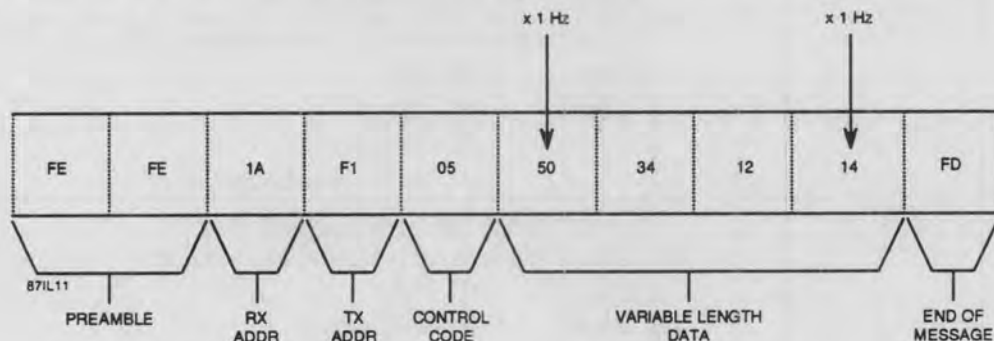 x 1 Hz x 1 Hz
FE FE 1A F1 05 50 34 12 14 FD
871L11
PREAMBLE RX ADDR TX ADDR CONTROL CODE VARIABLE LENGTH DATA END OF MESSAGE